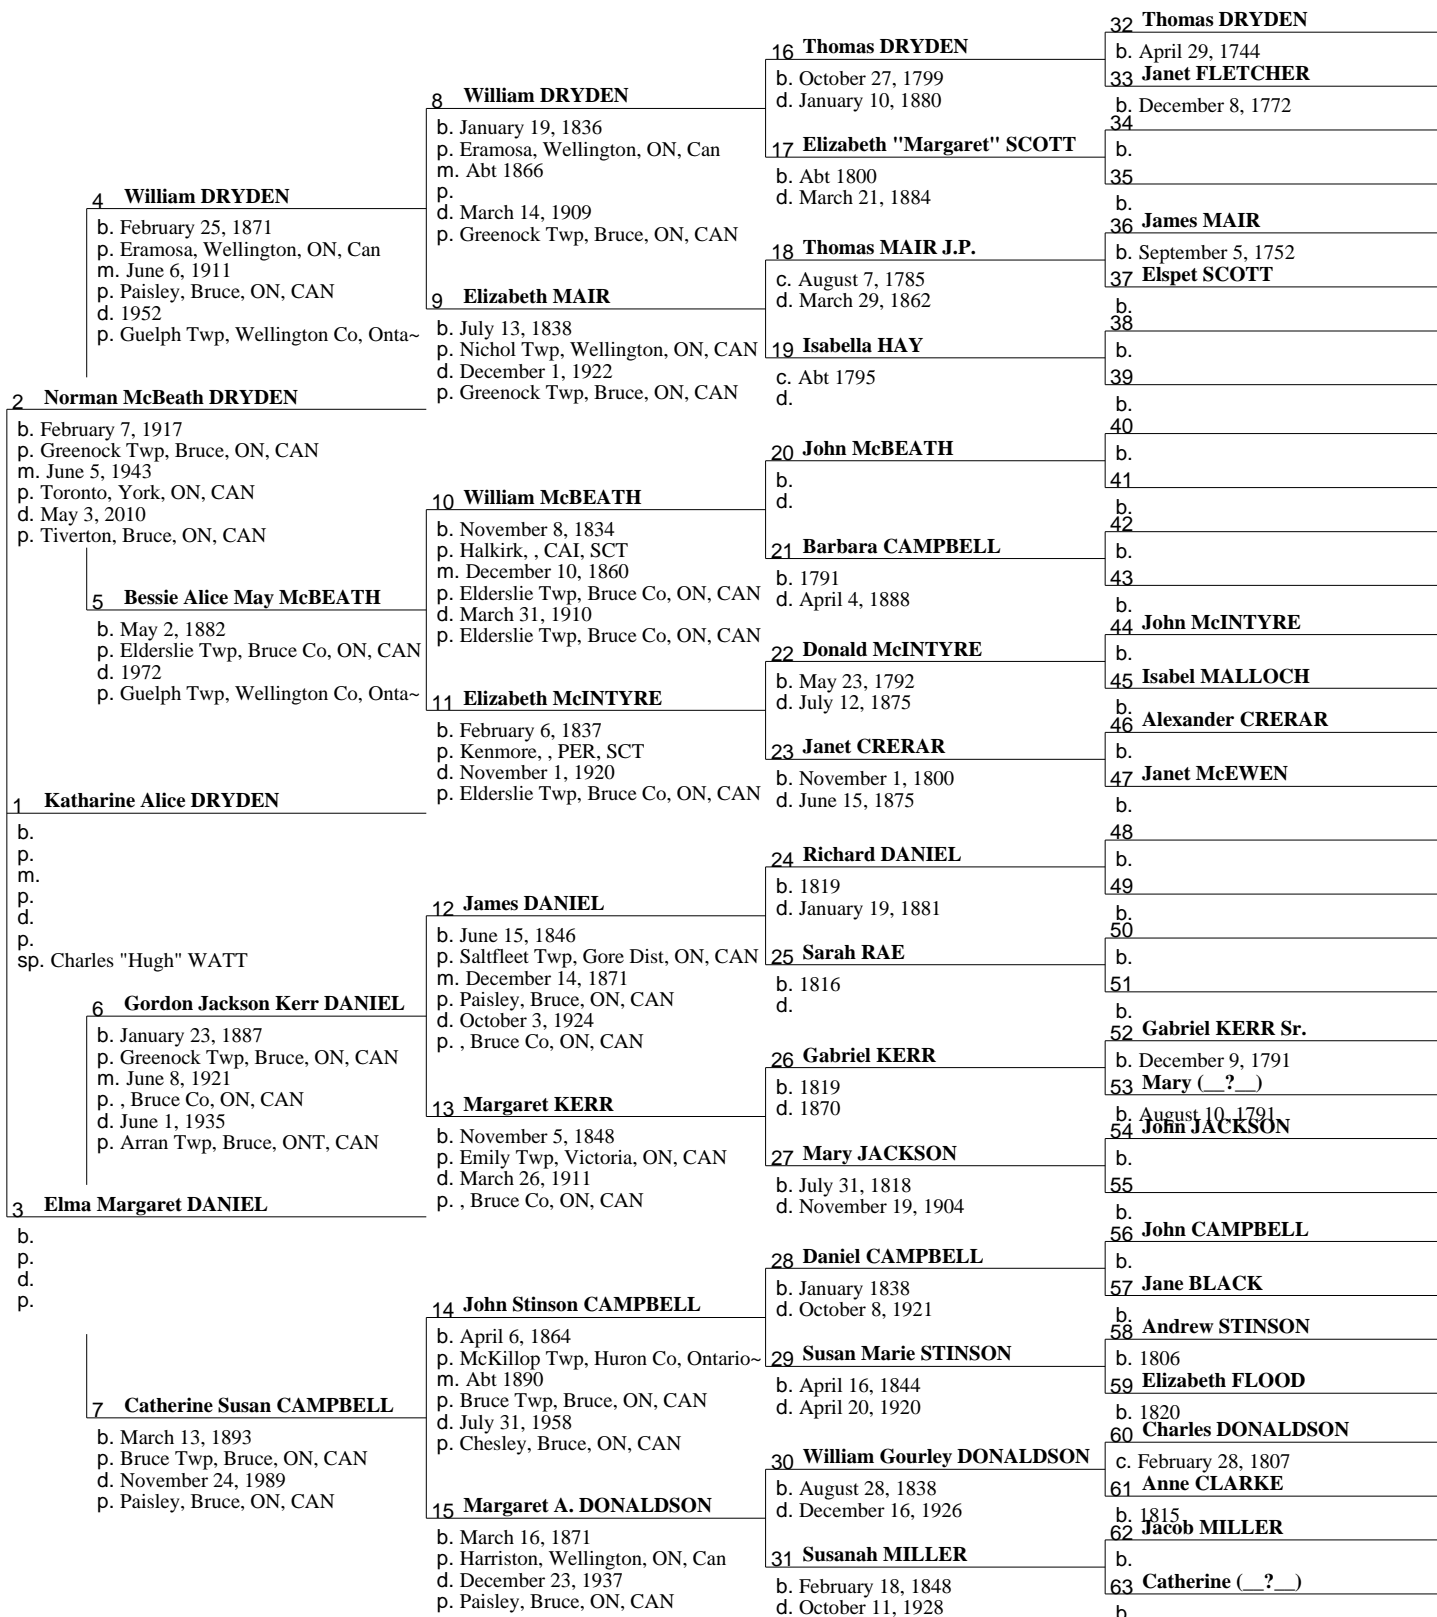 1 Katharine Alice DRYDEN
b.
p.
m.
p.
d.
p.
sp. Charles "Hugh" WATT
2 Norman McBeath DRYDEN
b. February 7, 1917
p. Greenock Twp, Bruce, ON, CAN
m. June 5, 1943
p. Toronto, York, ON, CAN
d. May 3, 2010
p. Tiverton, Bruce, ON, CAN
3 Elma Margaret DANIEL
b.
p.
d.
p.
4 William DRYDEN
b. February 25, 1871
p. Eramosa, Wellington, ON, Can
m. June 6, 1911
p. Paisley, Bruce, ON, CAN
d. 1952
p. Guelph Twp, Wellington Co, Onta~
5 Bessie Alice May McBEATH
b. May 2, 1882
p. Elderslie Twp, Bruce Co, ON, CAN
d. 1972
p. Guelph Twp, Wellington Co, Onta~
6 Gordon Jackson Kerr DANIEL
b. January 23, 1887
p. Greenock Twp, Bruce, ON, CAN
m. June 8, 1921
p. , Bruce Co, ON, CAN
d. June 1, 1935
p. Arran Twp, Bruce, ONT, CAN
7 Catherine Susan CAMPBELL
b. March 13, 1893
p. Bruce Twp, Bruce, ON, CAN
d. November 24, 1989
p. Paisley, Bruce, ON, CAN
8 William DRYDEN
b. January 19, 1836
p. Eramosa, Wellington, ON, Can
m. Abt 1866
p.
d. March 14, 1909
p. Greenock Twp, Bruce, ON, CAN
9 Elizabeth MAIR
b. July 13, 1838
p. Nichol Twp, Wellington, ON, CAN
d. December 1, 1922
p. Greenock Twp, Bruce, ON, CAN
10 William McBEATH
b. November 8, 1834
p. Halkirk, , CAI, SCT
m. December 10, 1860
p. Elderslie Twp, Bruce Co, ON, CAN
d. March 31, 1910
p. Elderslie Twp, Bruce Co, ON, CAN
11 Elizabeth McINTYRE
b. February 6, 1837
p. Kenmore, , PER, SCT
d. November 1, 1920
p. Elderslie Twp, Bruce Co, ON, CAN
12 James DANIEL
b. June 15, 1846
p. Saltfleet Twp, Gore Dist, ON, CAN
m. December 14, 1871
p. Paisley, Bruce, ON, CAN
d. October 3, 1924
p. , Bruce Co, ON, CAN
13 Margaret KERR
b. November 5, 1848
p. Emily Twp, Victoria, ON, CAN
d. March 26, 1911
p. , Bruce Co, ON, CAN
14 John Stinson CAMPBELL
b. April 6, 1864
p. McKillop Twp, Huron Co, Ontario~
m. Abt 1890
p. Bruce Twp, Bruce, ON, CAN
d. July 31, 1958
p. Chesley, Bruce, ON, CAN
15 Margaret A. DONALDSON
b. March 16, 1871
p. Harriston, Wellington, ON, Can
d. December 23, 1937
p. Paisley, Bruce, ON, CAN
16 Thomas DRYDEN
b. October 27, 1799
d. January 10, 1880
17 Elizabeth "Margaret" SCOTT
b. Abt 1800
d. March 21, 1884
18 Thomas MAIR J.P.
c. August 7, 1785
d. March 29, 1862
19 Isabella HAY
c. Abt 1795
d.
20 John McBEATH
b.
d.
21 Barbara CAMPBELL
b. 1791
d. April 4, 1888
22 Donald McINTYRE
b. May 23, 1792
d. July 12, 1875
23 Janet CRERAR
b. November 1, 1800
d. June 15, 1875
24 Richard DANIEL
b. 1819
d. January 19, 1881
25 Sarah RAE
b. 1816
d.
26 Gabriel KERR
b. 1819
d. 1870
27 Mary JACKSON
b. July 31, 1818
d. November 19, 1904
28 Daniel CAMPBELL
b. January 1838
d. October 8, 1921
29 Susan Marie STINSON
b. April 16, 1844
d. April 20, 1920
30 William Gourley DONALDSON
b. August 28, 1838
d. December 16, 1926
31 Susanah MILLER
b. February 18, 1848
d. October 11, 1928
32 Thomas DRYDEN
b. April 29, 1744
33 Janet FLETCHER
b. December 8, 1772
34
b.
35
b.
36 James MAIR
b. September 5, 1752
37 Elspet SCOTT
b.
38
b.
39
b.
40
b.
41
b.
42
b.
43
b.
44 John McINTYRE
b.
45 Isabel MALLOCH
b.
46 Alexander CRERAR
b.
47 Janet McEWEN
b.
48
b.
49
b.
50
b.
51
b.
52 Gabriel KERR Sr.
b. December 9, 1791
53 Mary (__?__)
b. August 10, 1791
54 John JACKSON
b.
55
b.
56 John CAMPBELL
b.
57 Jane BLACK
b.
58 Andrew STINSON
b. 1806
59 Elizabeth FLOOD
b. 1820
60 Charles DONALDSON
c. February 28, 1807
61 Anne CLARKE
b. 1815
62 Jacob MILLER
b.
63 Catherine (__?__)
b.